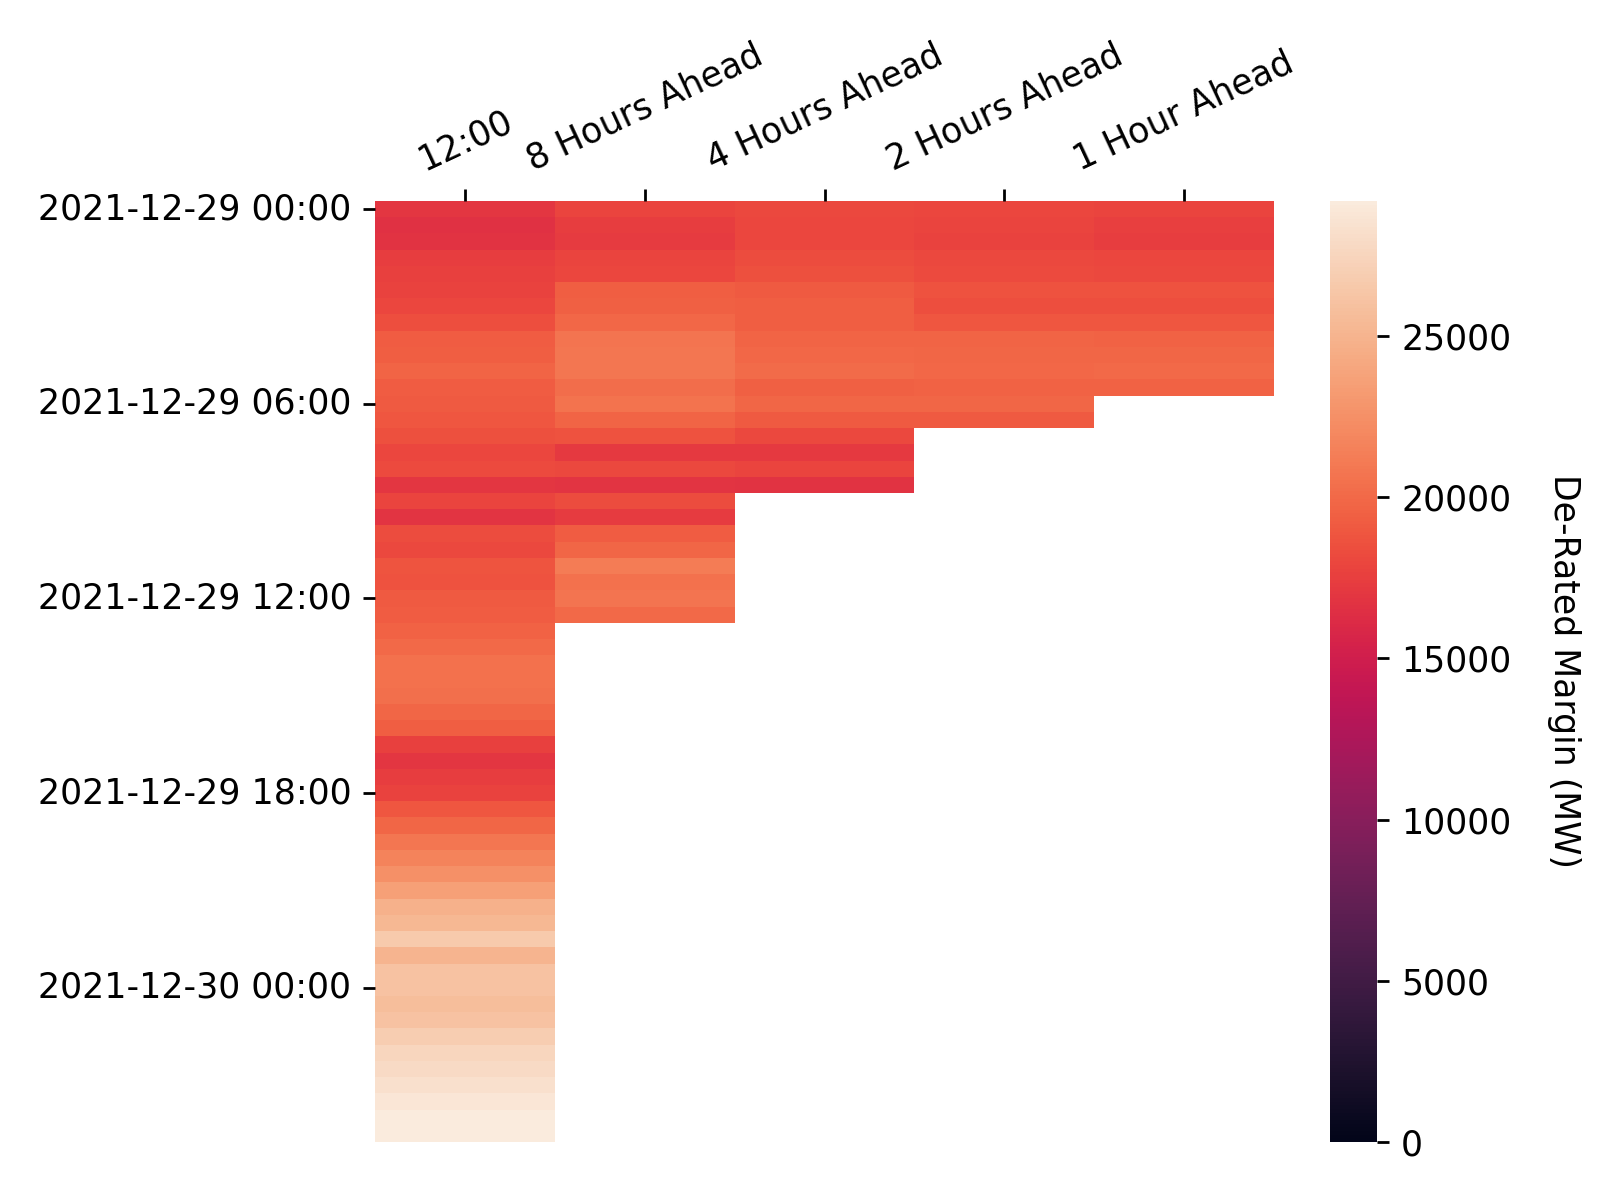 12:00
8 Hours Ahead
4 Hours Ahead
2 Hours Ahead
1 Hour Ahead
2021-12-29 00:00
2021-12-29 06:00
2021-12-29 12:00
2021-12-29 18:00
2021-12-30 00:00
25000
20000
15000
10000
5000
0
De-Rated Margin (MW)